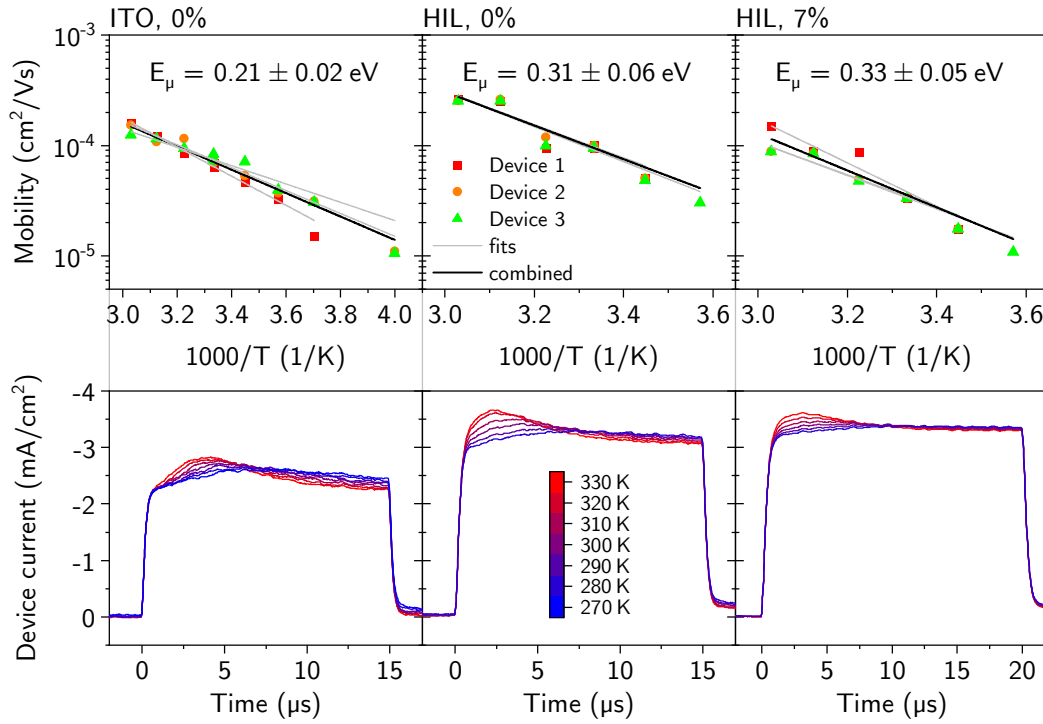 ITO, 0%
HIL, 0%
HIL, 7%
Mobility (cm²/Vs)
10⁻³
10⁻⁴
10⁻⁵
E_μ = 0.21 ± 0.02 eV
E_μ = 0.31 ± 0.06 eV
E_μ = 0.33 ± 0.05 eV
Device 1
Device 2
Device 3
fits
combined
3.0 3.2 3.4 3.6 3.8 4.0
3.0 3.2 3.4 3.6
3.0 3.2 3.4 3.6
1000/T (1/K)
1000/T (1/K)
1000/T (1/K)
Device current (mA/cm²)
-4
-3
-2
-1
0
330 K
320 K
310 K
300 K
290 K
280 K
270 K
0 5 10 15
0 5 10 15
0 5 10 15 20
Time (μs)
Time (μs)
Time (μs)